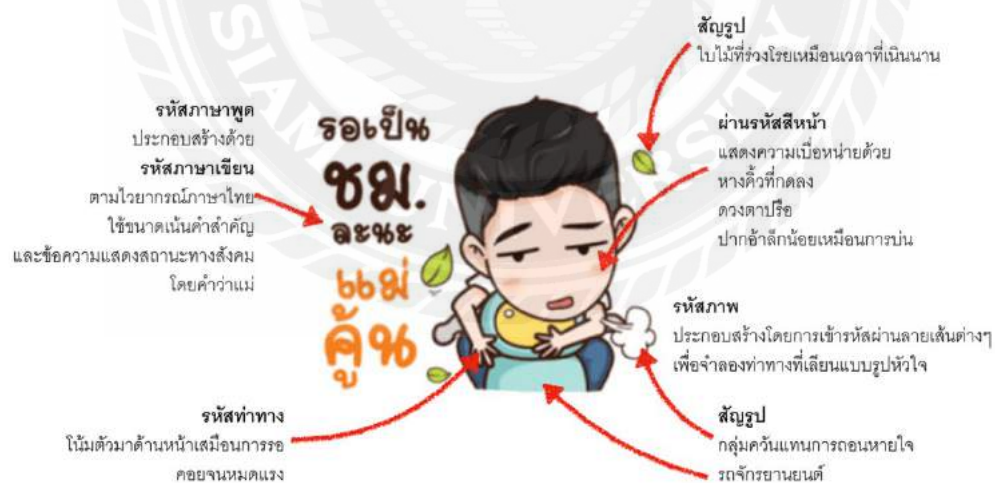 สัญรูป
ใบไม้ที่ร่วงโรยเหมือนเวลาที่เนินนาน
รหัสภาษาพูด
ประกอบสร้างด้วย
รหัสภาษาเขียน
ตามไวยากรณ์ภาษาไทย
ใช้ขนาดเน้นคำสำคัญ
และข้อความแสดงสถานะทางสังคม
โดยคำว่าแม่
รอเป็น
ชม.
ละนะ
แม่
คู้น
ผ่านรหัสสีหน้า
แสดงความเบื่อหน่ายด้วย
หางคิ้วที่กดลง
ดวงตาปรือ
ปากอ้าเล็กน้อยเหมือนการบ่น
รหัสภาพ
ประกอบสร้างโดยการเข้ารหัสผ่านลายเส้นต่างๆ
เพื่อจำลองท่าทางที่เลียนแบบรูปหัวใจ
รหัสท่าทาง
โน้มตัวมาด้านหน้าเสมือนการรอ
คอยจนหมดแรง
สัญรูป
กลุ่มควันแทนการถอนหายใจ
รถจักรยานยนต์
SIAM UNIVERSITY